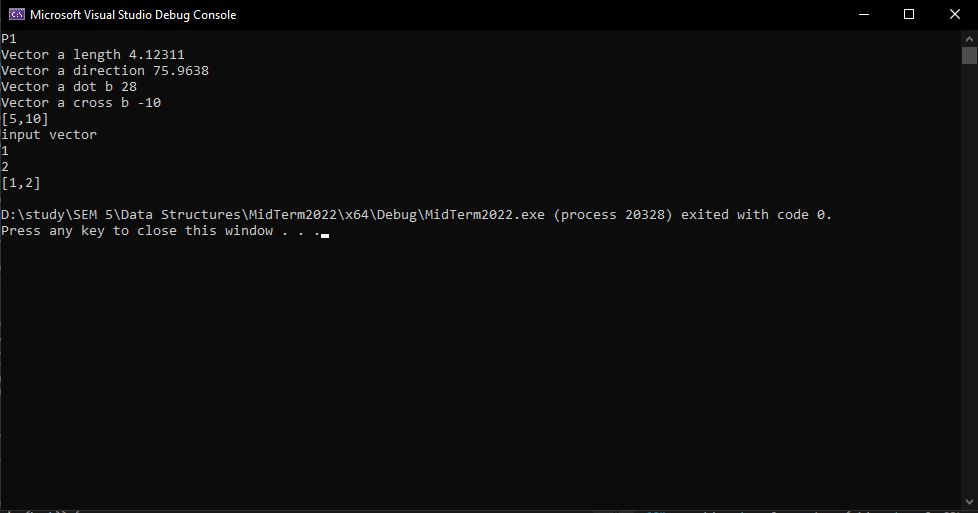 Microsoft Visual Studio Debug Console
P1
Vector a length 4.12311
Vector a direction 75.9638
Vector a dot b 28
Vector a cross b -10
[5,10]
input vector
1
2
[1,2]
D:\study\SEM 5\Data Structures\MidTerm2022\x64\Debug\MidTerm2022.exe (process 20328) exited with code 0.
Press any key to close this window . . .